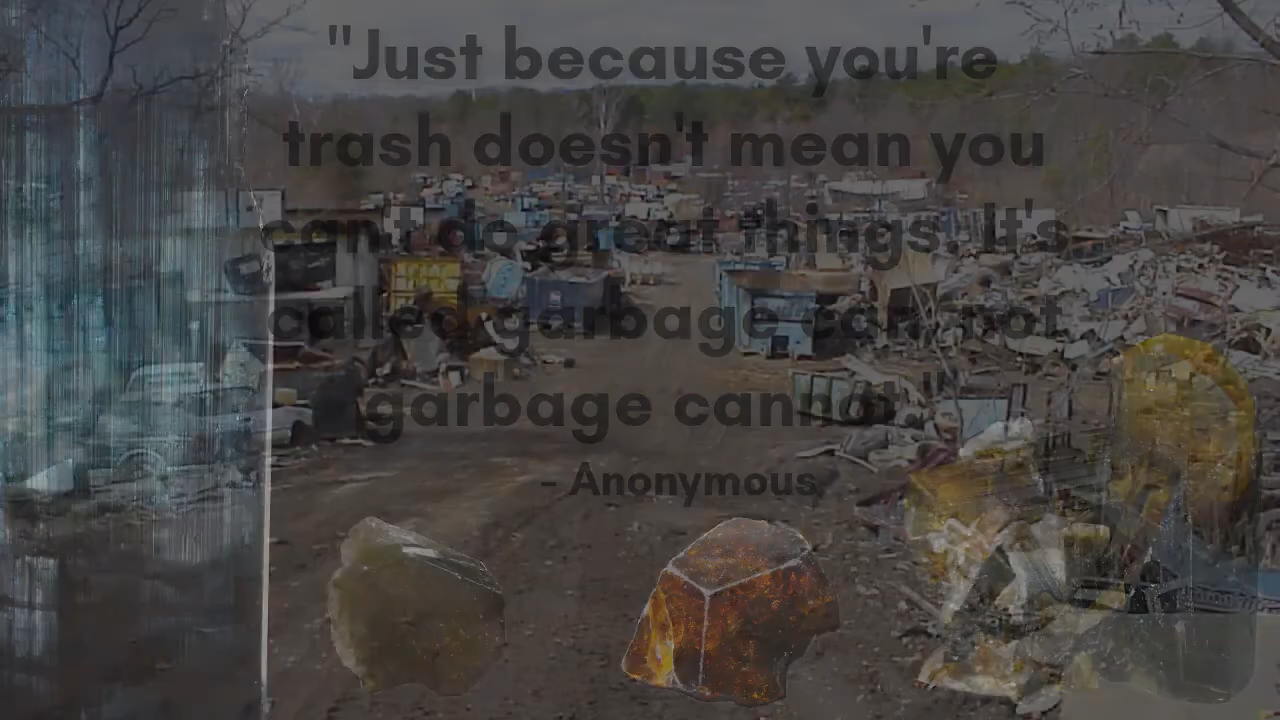 "Just because you're
trash doesn't mean you
can't do great things. It's
called garbage can, not
garbage cannot."
- Anonymous